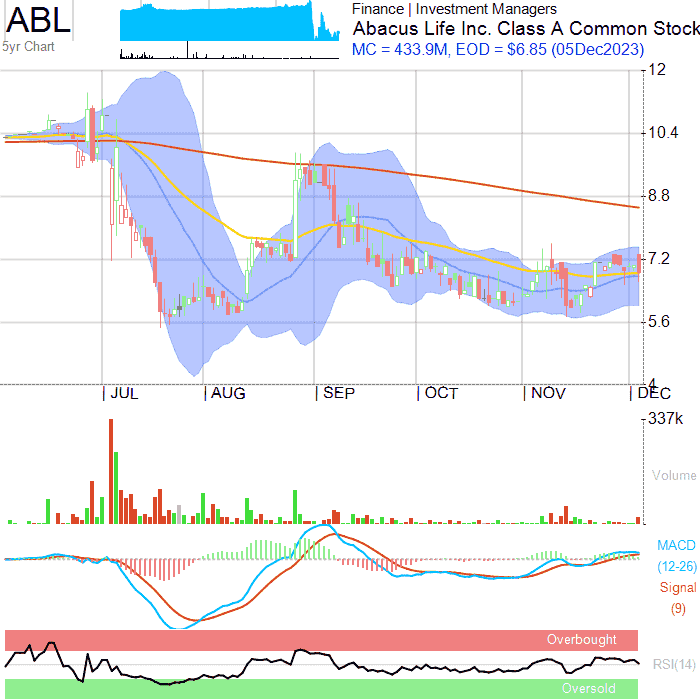 ABL
5yr Chart
Finance | Investment Managers
Abacus Life Inc. Class A Common Stock
MC = 433.9M, EOD = $6.85 (05Dec2023)
12
10.4
8.8
7.2
5.6
4
JUL AUG SEP OCT NOV DEC
337k
Volume
MACD
(12-26)
Signal
(9)
Overbought
RSI(14)
Oversold